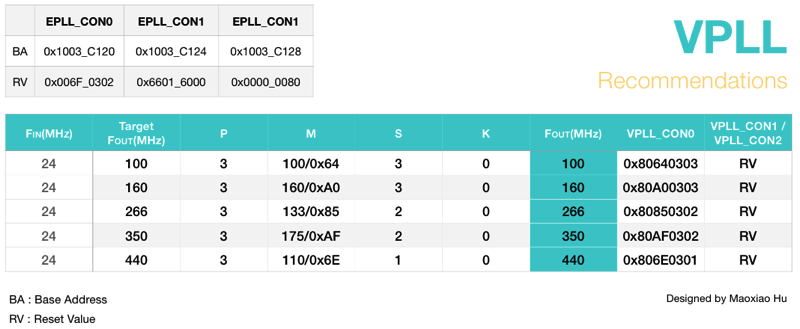 EPLL_CON0 EPLL_CON1 EPLL_CON1
BA 0x1003_C120 0x1003_C124 0x1003_C128
RV 0x006F_0302 0x6601_6000 0x0000_0080
VPLL
Recommendations
FIN(MHz) Target FOUT(MHz) P M S K FOUT(MHz) VPLL_CON0 VPLL_CON1 / VPLL_CON2
24 100 3 100/0x64 3 0 100 0x80640303 RV
24 160 3 160/0xA0 3 0 160 0x80A00303 RV
24 266 3 133/0x85 2 0 266 0x80850302 RV
24 350 3 175/0xAF 2 0 350 0x80AF0302 RV
24 440 3 110/0x6E 1 0 440 0x806E0301 RV
BA : Base Address
RV : Reset Value
Designed by Maoxiao Hu